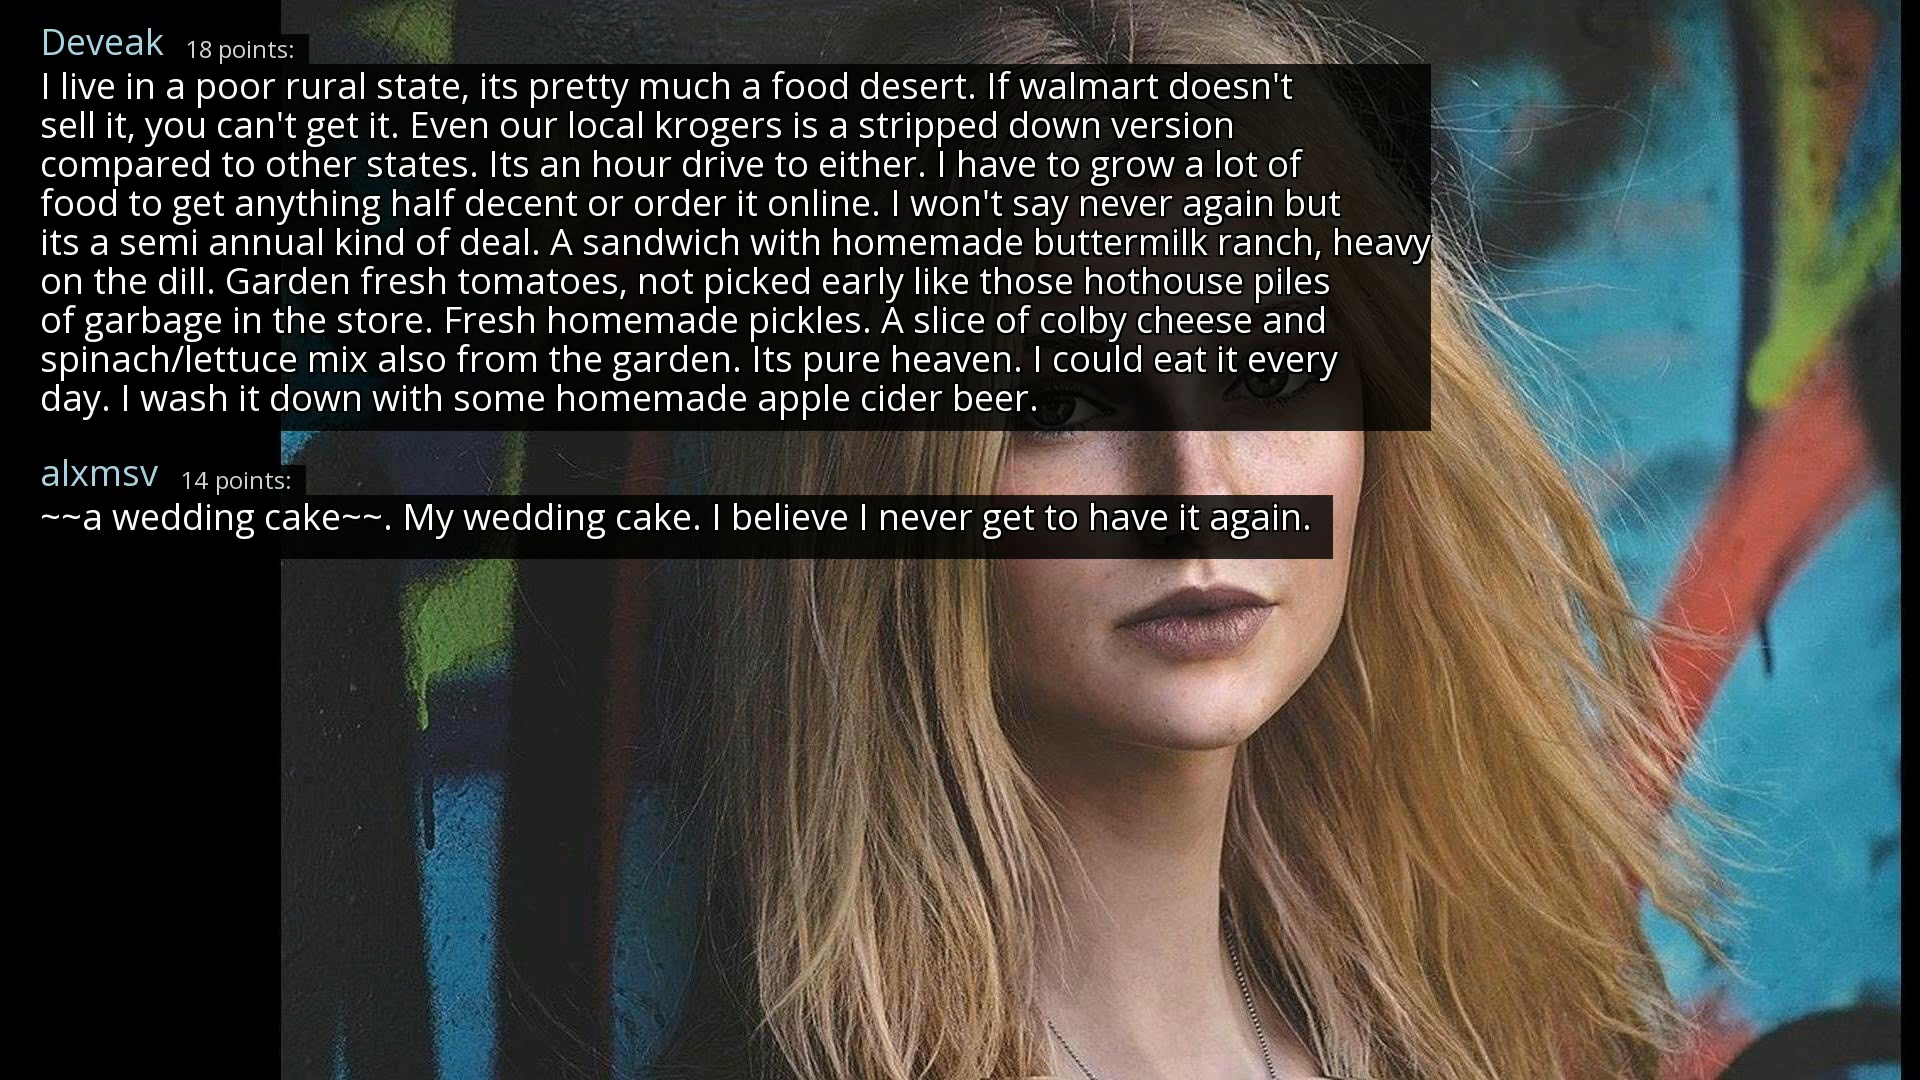 Deveak 18 points:
I live in a poor rural state, its pretty much a food desert. If walmart doesn't
sell it, you can't get it. Even our local krogers is a stripped down version
compared to other states. Its an hour drive to either. I have to grow a lot of
food to get anything half decent or order it online. I won't say never again but
its a semi annual kind of deal. A sandwich with homemade buttermilk ranch, heavy
on the dill. Garden fresh tomatoes, not picked early like those hothouse piles
of garbage in the store. Fresh homemade pickles. A slice of colby cheese and
spinach/lettuce mix also from the garden. Its pure heaven. I could eat it every
day. I wash it down with some homemade apple cider beer.
alxmsv 14 points:
~~a wedding cake~~. My wedding cake. I believe I never get to have it again.